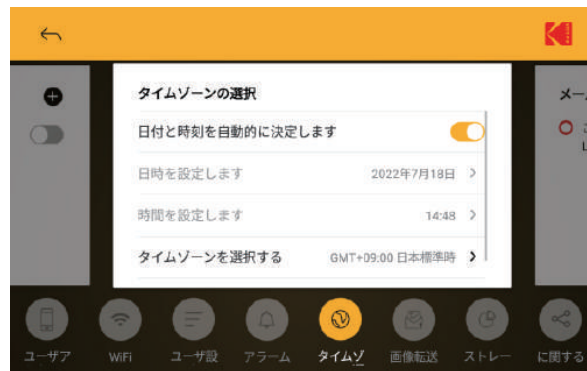 タイムゾーンの選択
日付と時刻を自動的に決定します
日時を設定します 2022年7月18日
時間を設定します 14:48
タイムゾーンを選択する GMT+09:00 日本標準時
メー
ユーザア WiFi ユーザ設 アラーム タイムゾ 画像転送 ストレー に関する